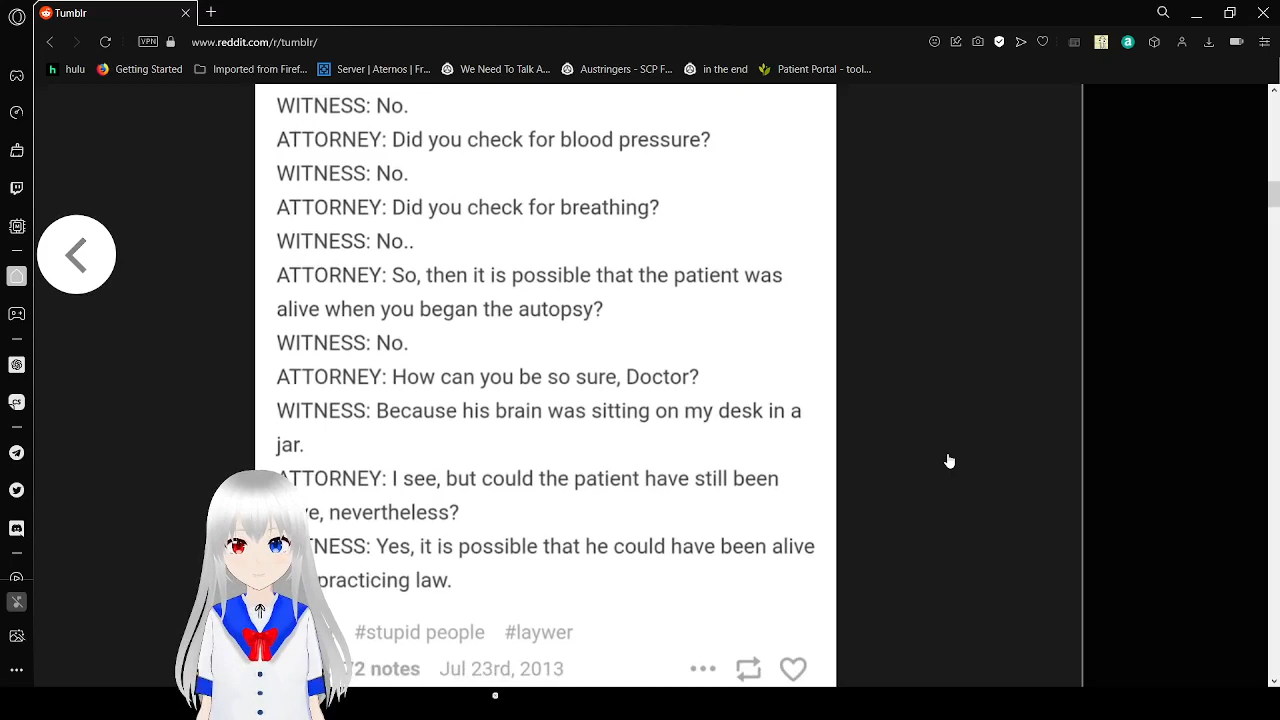 Tumblr
VPN
www.reddit.com/r/tumblr/
hulu
Getting Started
Imported from Firef...
Server | Aternos | Fr...
We Need To Talk A...
Austringers - SCP F...
in the end
Patient Portal - tool...
WITNESS: No.
ATTORNEY: Did you check for blood pressure?
WITNESS: No.
ATTORNEY: Did you check for breathing?
WITNESS: No..
ATTORNEY: So, then it is possible that the patient was
alive when you began the autopsy?
WITNESS: No.
ATTORNEY: How can you be so sure, Doctor?
WITNESS: Because his brain was sitting on my desk in a
jar.
TTORNEY: I see, but could the patient have still been
e, nevertheless?
NESS: Yes, it is possible that he could have been alive
practicing law.
#stupid people #laywer
72 notes Jul 23rd, 2013